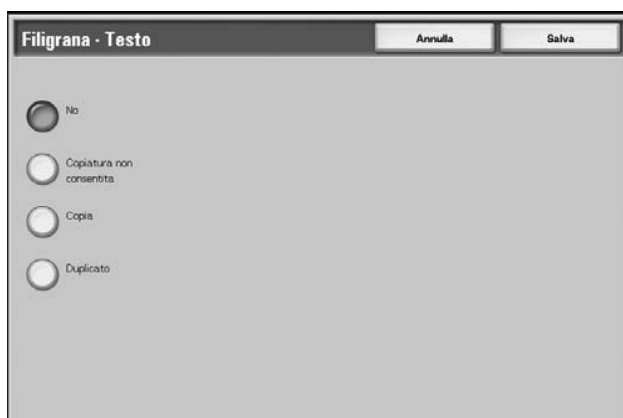 Filigrana - Testo
Annulla
Salva
No
Copiatura non
consentita
Copia
Duplicato